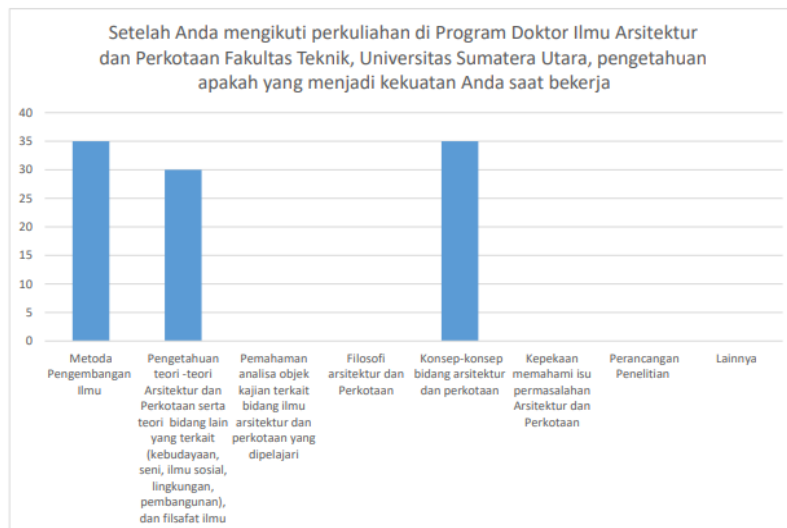 Setelah Anda mengikuti perkuliahan di Program Doktor Ilmu Arsitektur
dan Perkotaan Fakultas Teknik, Universitas Sumatera Utara, pengetahuan
apakah yang menjadi kekuatan Anda saat bekerja
40
35
30
25
20
15
10
5
0
Metoda
Pengembangan
Ilmu
Pengetahuan
teori -teori
Arsitektur dan
Perkotaan serta
teori bidang lain
yang terkait
(kebudayaan,
seni, ilmu sosial,
lingkungan,
pembangunan),
dan filsafat ilmu
Pemahaman
analisa objek
kajian terkait
bidang ilmu
arsitektur dan
perkotaan yang
dipelajari
Filosofi
arsitektur dan
Perkotaan
Konsep-konsep
bidang arsitektur
dan perkotaan
Kepekaan
memahami isu
permasalahan
Arsitektur dan
Perkotaan
Perancangan
Penelitian
Lainnya